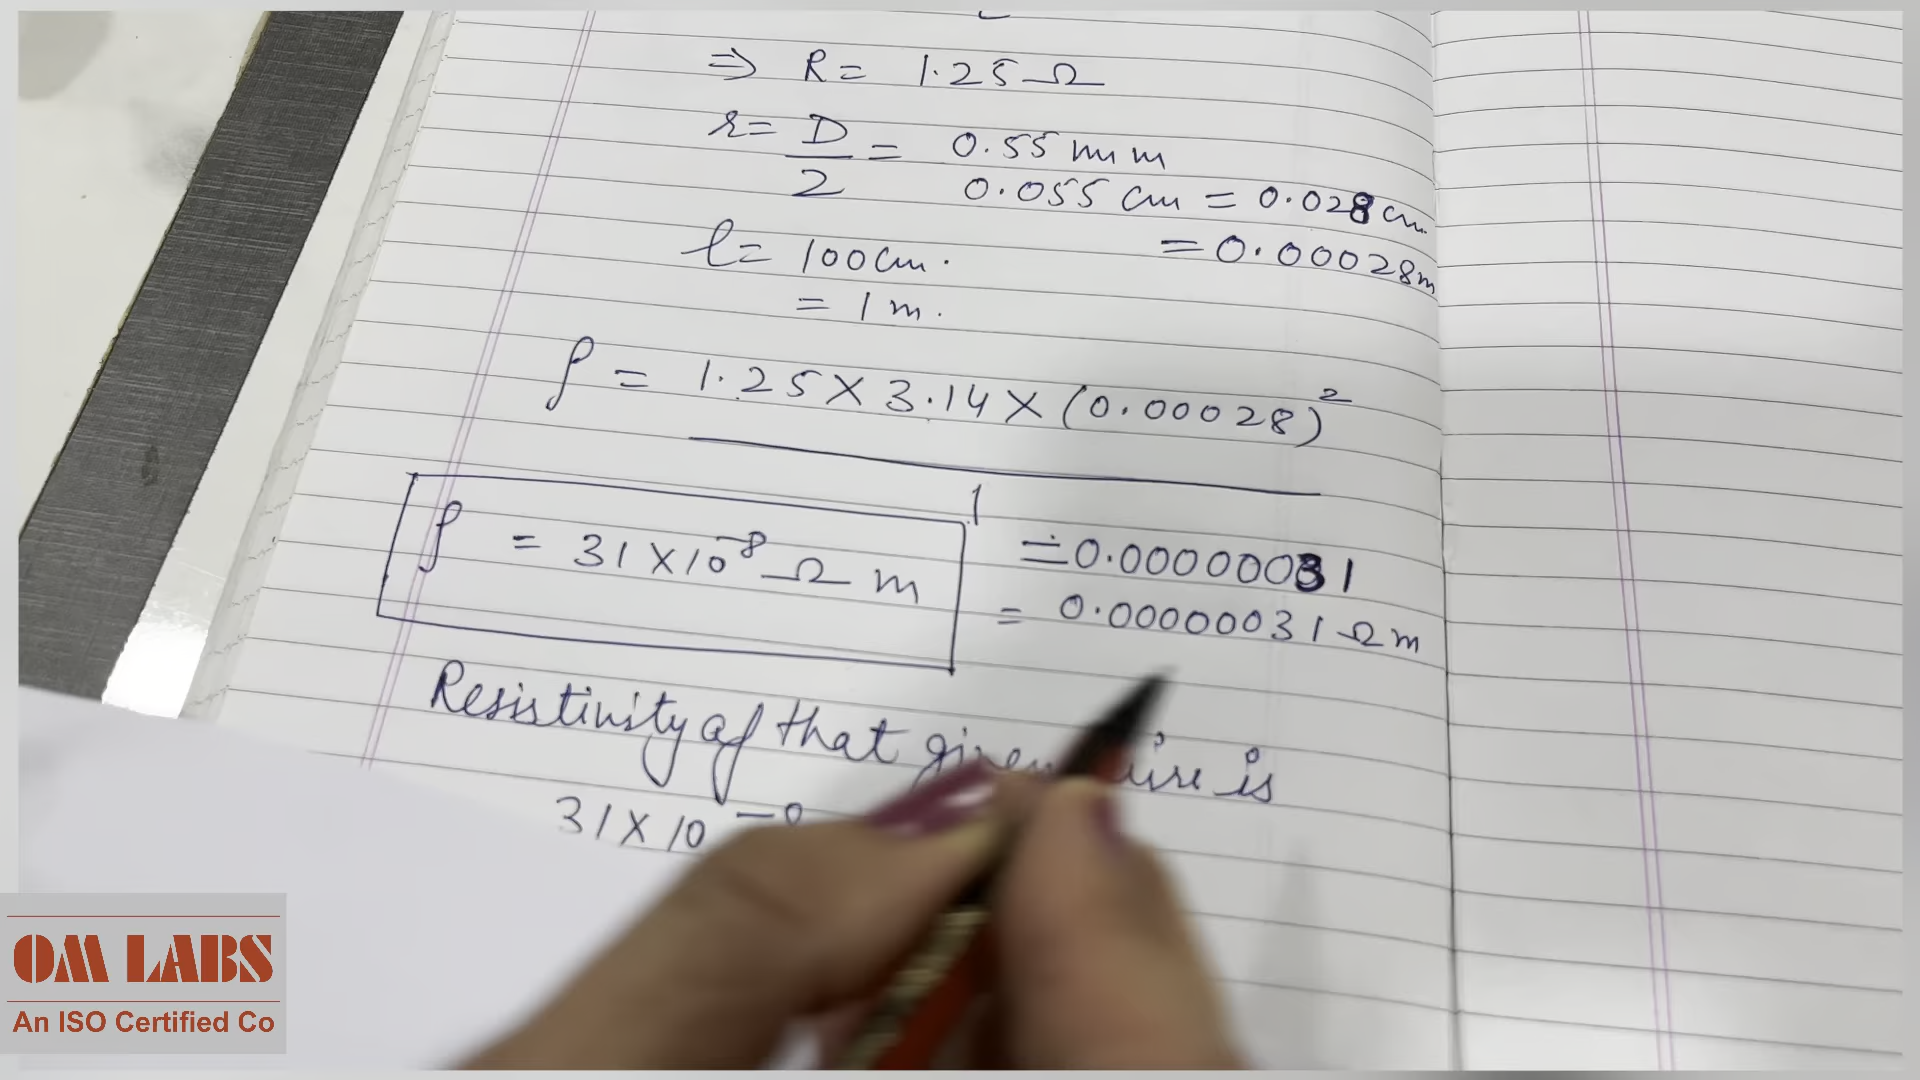 ⇒ R = 1.25 Ω
r = D/2 = 0.55 mm
0.055 cm = 0.028 cm
= 0.00028m
l = 100 cm.
= 1 m.
ρ = 1.25 X 3.14 X (0.00028)²
1
ρ = 31 X 10⁻⁸ Ω m
= 0.00000031
= 0.00000031 Ω m
Resistivity of that given wire is
31 X 10
OM LABS
An ISO Certified Co